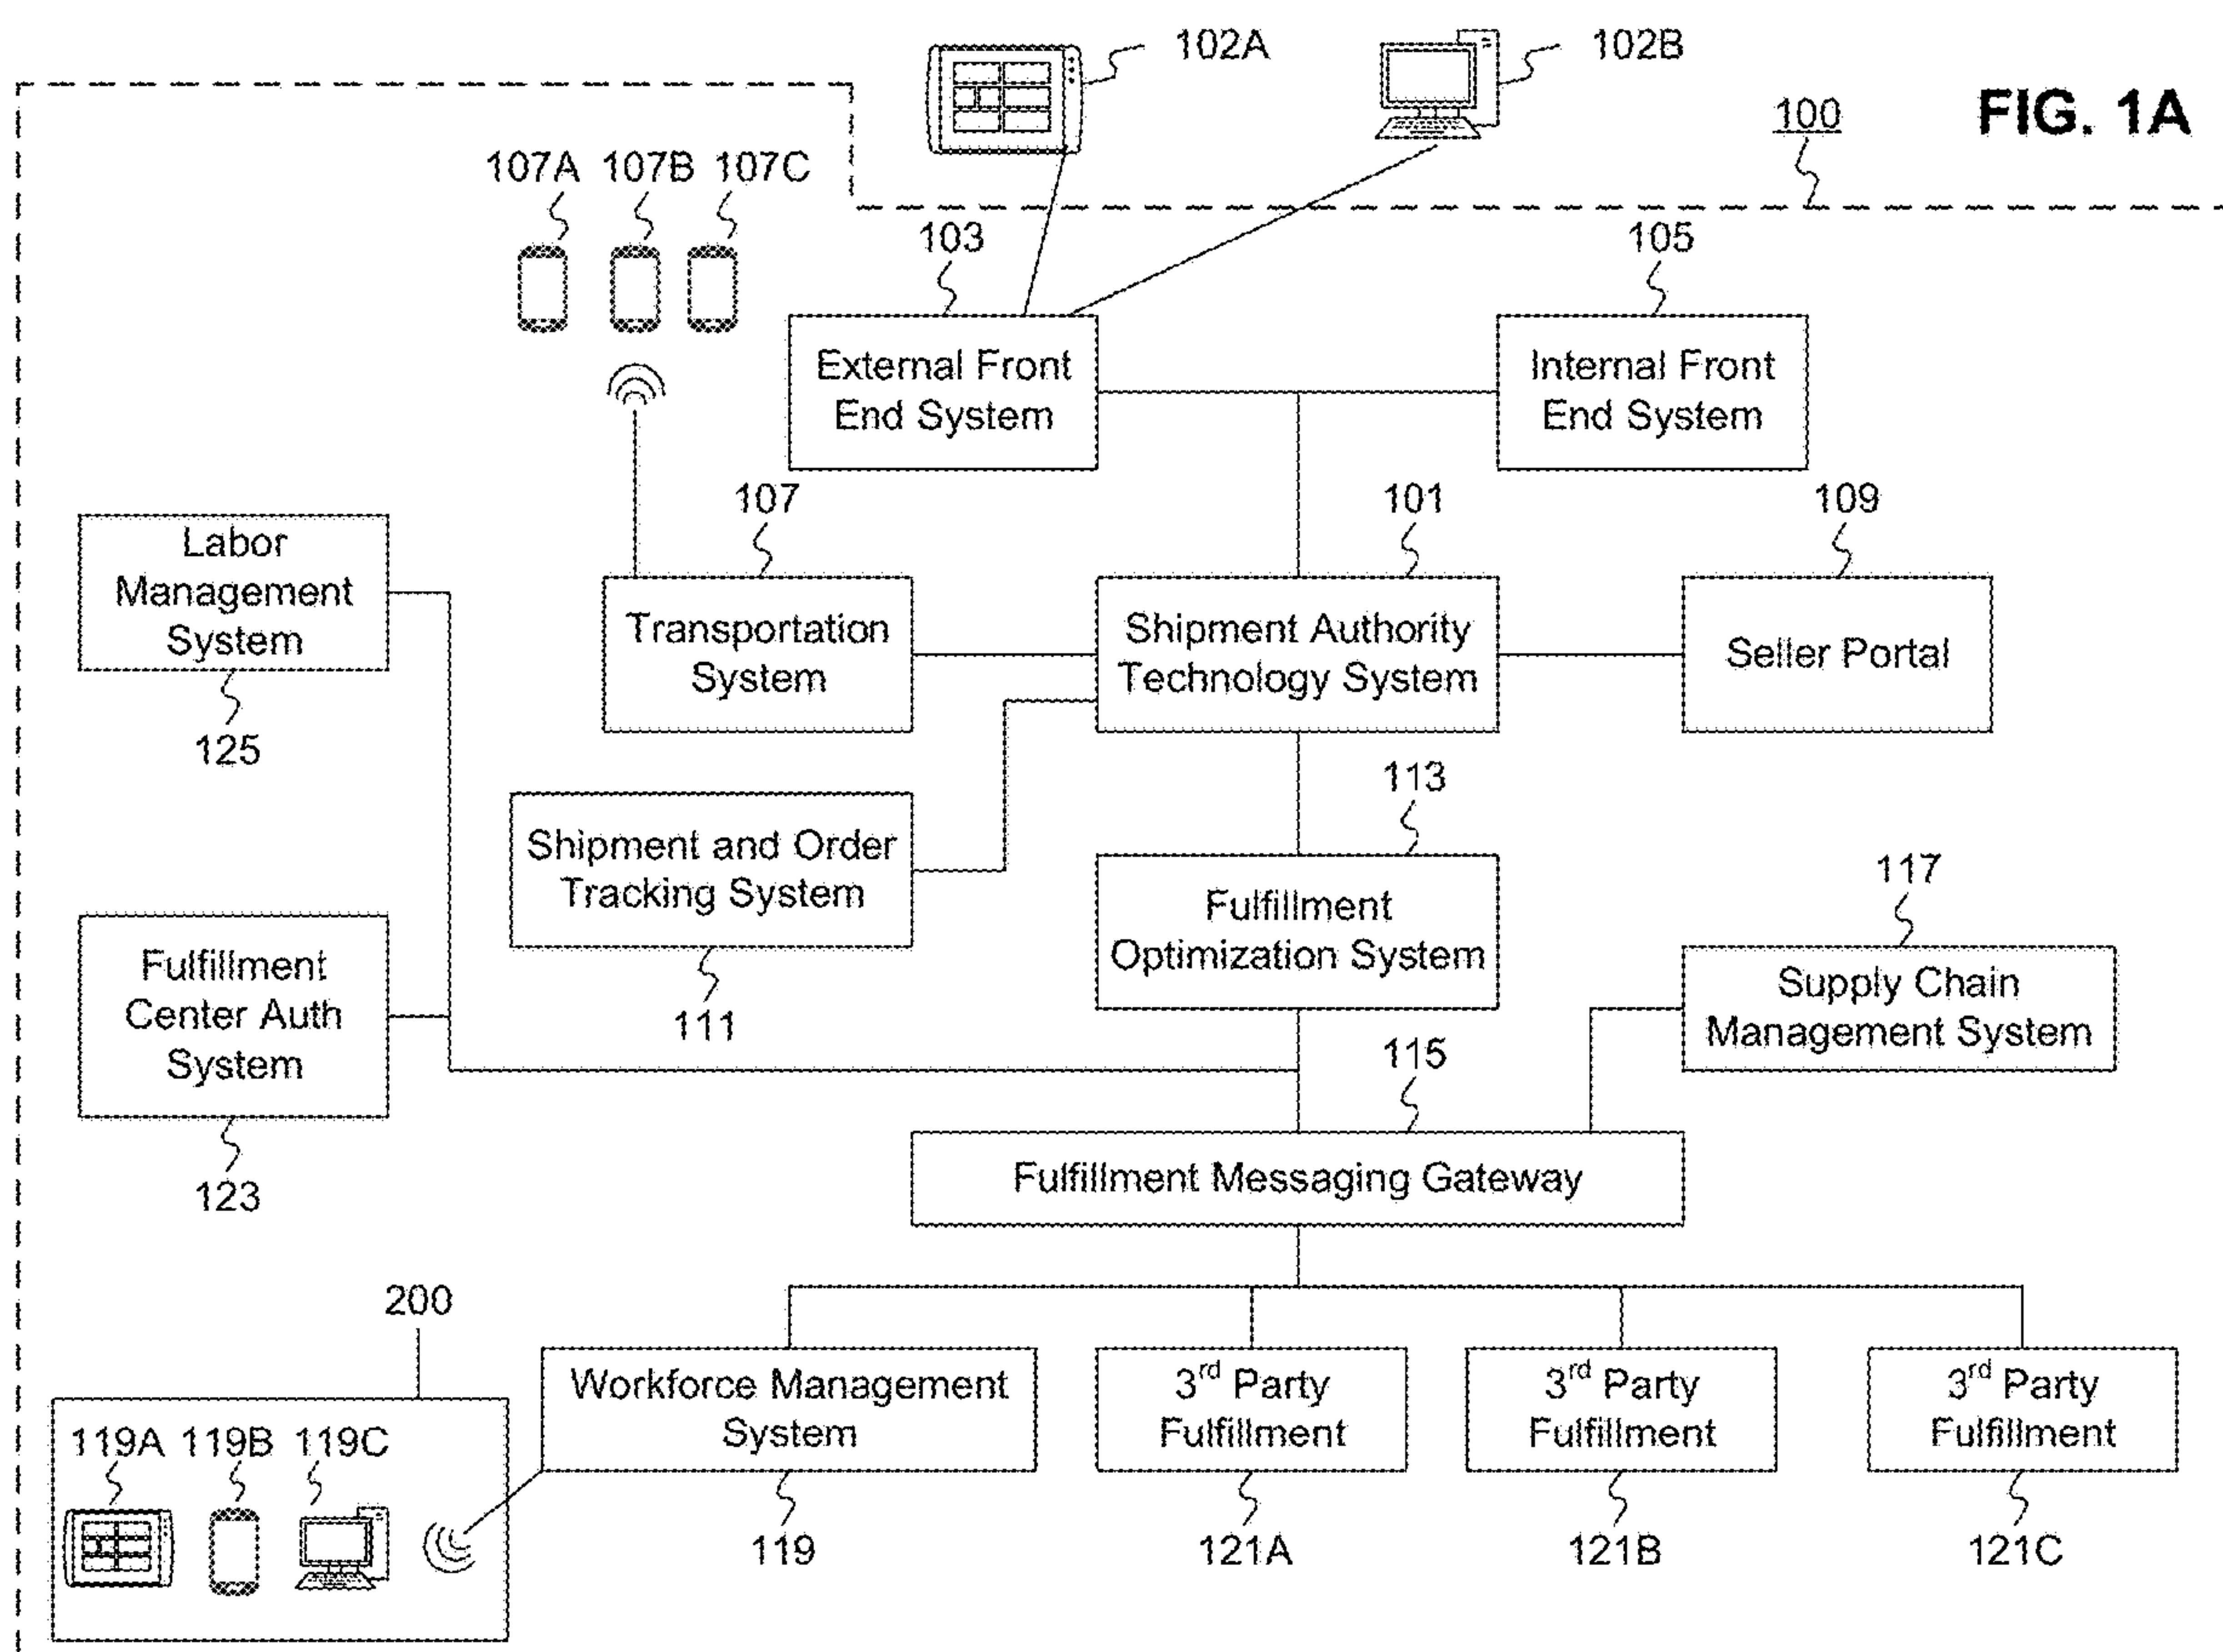 102A
102B
FIG. 1A
100
107A 107B 107C
103
105
External Front
End System
Internal Front
End System
107
101
109
Labor
Management
System
125
Transportation
System
Shipment Authority
Technology System
Seller Portal
113
Shipment and Order
Tracking System
111
117
Fulfillment
Optimization System
Fulfillment
Center Auth
System
123
Supply Chain
Management System
115
Fulfillment Messaging Gateway
200
Workforce Management
System
3rd Party
Fulfillment
3rd Party
Fulfillment
3rd Party
Fulfillment
119A 119B 119C
119
121A
121B
121C